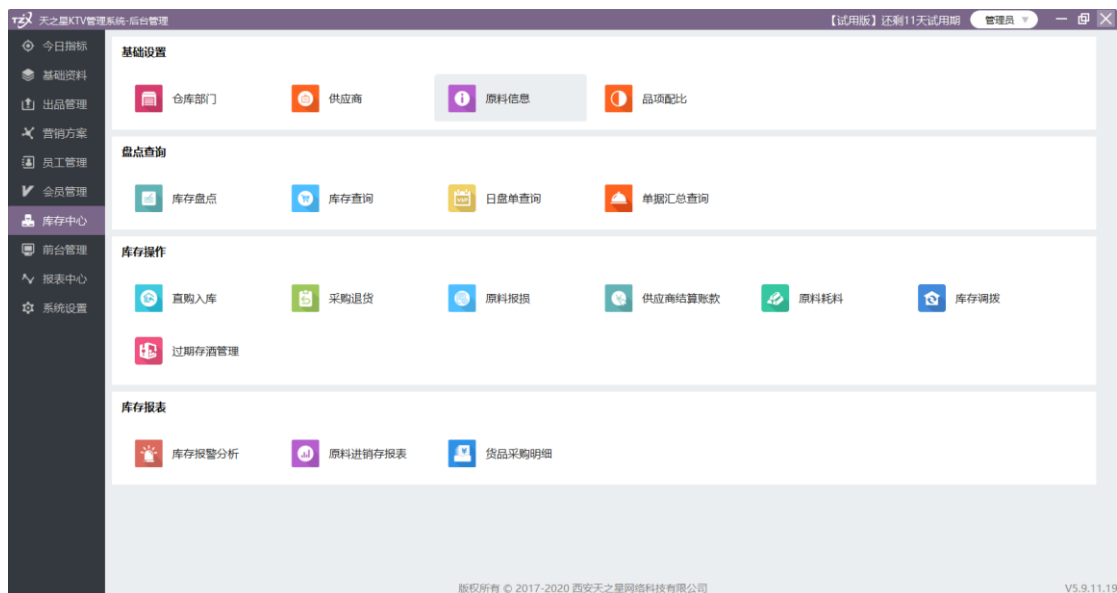 TZX 天之星KTV管理系统-后台管理 【试用版】还剩11天试用期 管理员
今日指标
基础资料
出品管理
营销方案
员工管理
会员管理
库存中心
前台管理
报表中心
系统设置
基础设置
仓库部门 供应商 原料信息 品项配比
盘点查询
库存盘点 库存查询 日盘单查询 单据汇总查询
库存操作
直购入库 采购退货 原料报损 供应商结算账款 原料耗料 库存调拨
过期存酒管理
库存报表
库存报警分析 原料进销存报表 货品采购明细
版权所有 © 2017-2020 西安天之星网络科技有限公司 V5.9.11.19